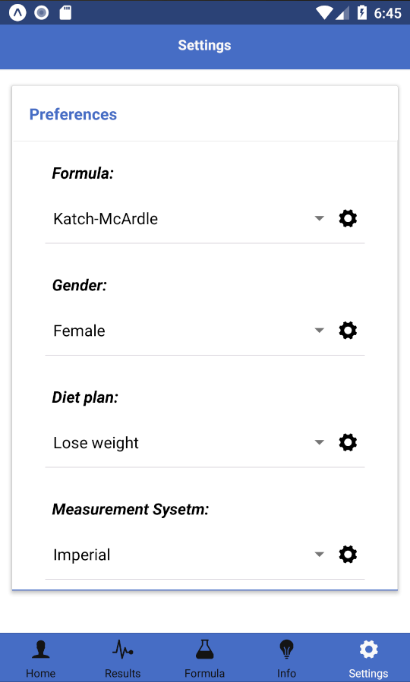 6:45
Settings
Preferences
Formula:
Katch-McArdle
Gender:
Female
Diet plan:
Lose weight
Measurement Sysetm:
Imperial
Home Results Formula Info Settings